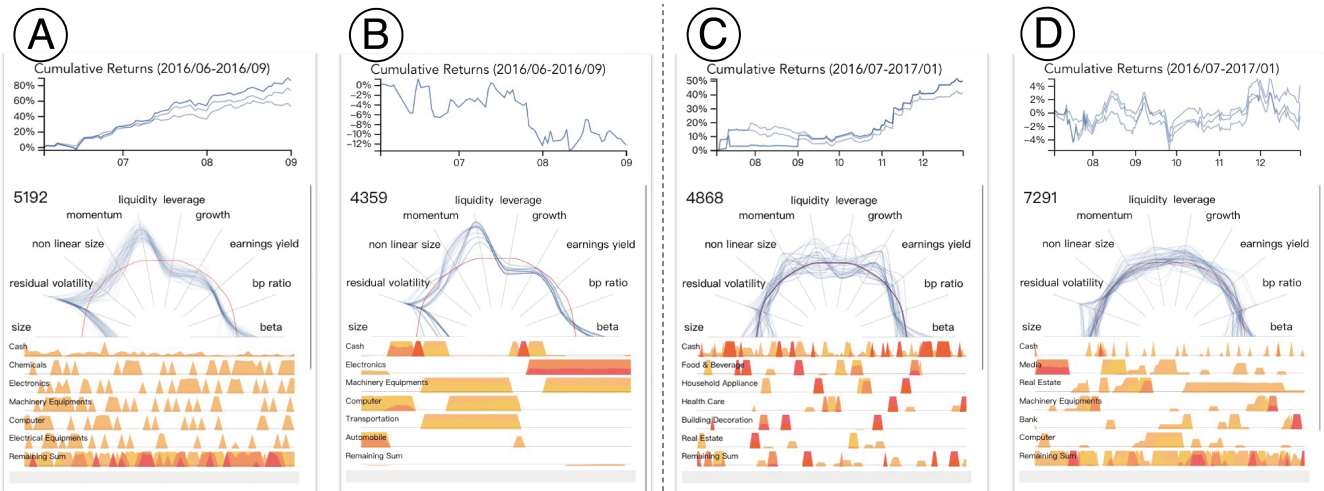 A
Cumulative Returns (2016/06-2016/09)
80%
60%
40%
20%
0%
07
08
09
5192
liquidity leverage
momentum
growth
non linear size
earnings yield
residual volatility
bp ratio
size
beta
Cash
Chemicals
Electronics
Machinery Equipments
Computer
Electrical Equipments
Remaining Sum
B
Cumulative Returns (2016/06-2016/09)
0%
−2%
−4%
−6%
−8%
−10%
−12%
07
08
09
4359
liquidity leverage
momentum
growth
non linear size
earnings yield
residual volatility
bp ratio
size
beta
Cash
Electronics
Machinery Equipments
Computer
Transportation
Automobile
Remaining Sum
C
Cumulative Returns (2016/07-2017/01)
50%
40%
30%
20%
10%
0%
08
09
10
11
12
4868
liquidity leverage
momentum
growth
non linear size
earnings yield
residual volatility
bp ratio
size
beta
Cash
Food & Beverage
Household Appliance
Health Care
Building Decoration
Real Estate
Remaining Sum
D
Cumulative Returns (2016/07-2017/01)
4%
2%
0%
−2%
−4%
08
09
10
11
12
7291
liquidity leverage
momentum
growth
non linear size
earnings yield
residual volatility
bp ratio
size
beta
Cash
Media
Real Estate
Machinery Equipments
Bank
Computer
Remaining Sum